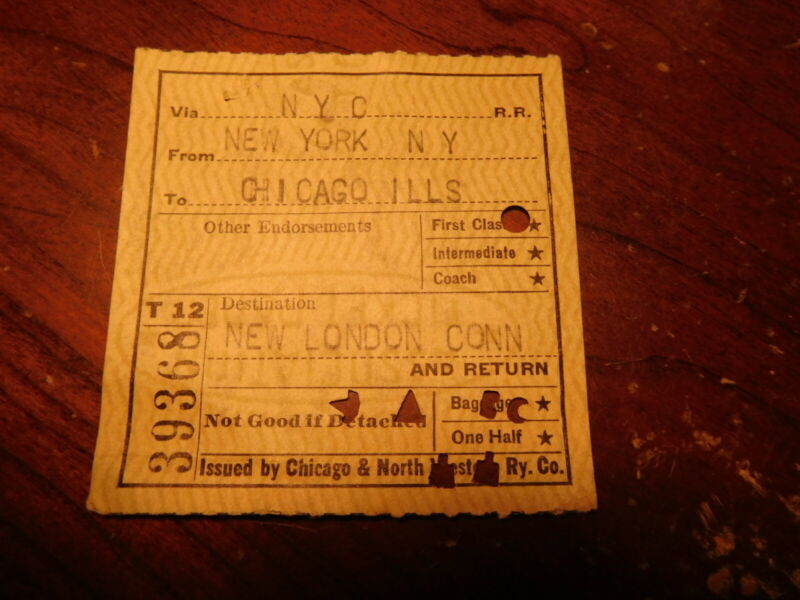 Via N Y C R.R.
From NEW YORK N Y
To CHICAGO ILLS
Other Endorsements
First Clas ★
Intermediate ★
Coach ★
T 12
Destination
NEW LONDON CONN
AND RETURN
39368
Not Good if Detached
Baggage ★
One Half ★
Issued by Chicago & North Western Ry. Co.